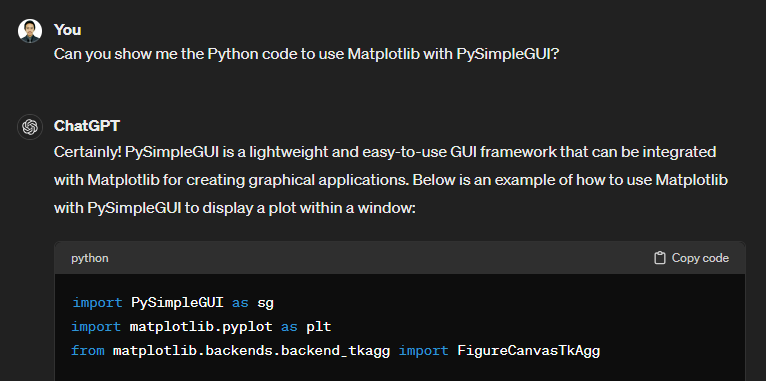 You
Can you show me the Python code to use Matplotlib with PySimpleGUI?
ChatGPT
Certainly! PySimpleGUI is a lightweight and easy-to-use GUI framework that can be integrated
with Matplotlib for creating graphical applications. Below is an example of how to use Matplotlib
with PySimpleGUI to display a plot within a window:
python Copy code
import PySimpleGUI as sg
import matplotlib.pyplot as plt
from matplotlib.backends.backend_tkagg import FigureCanvasTkAgg